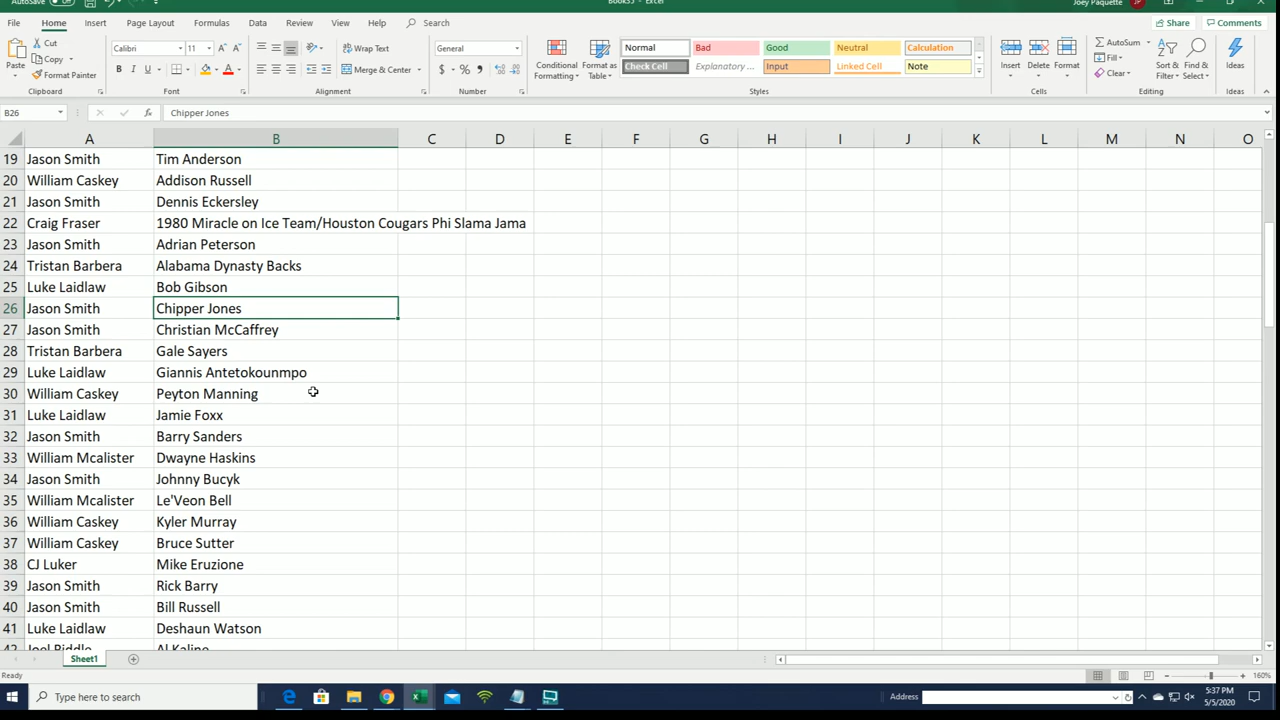 AutoSave Off Book35 - Excel Joey Paquette JP
File Home Insert Page Layout Formulas Data Review View Help Search Share Comments
Paste Cut Copy Format Painter Clipboard
Calibri 11 A A B I U A Font
Wrap Text Merge & Center Alignment
General $ % , Number
Conditional Formatting Format as Table
Normal Bad Good Neutral Calculation
Check Cell Explanatory ... Input Linked Cell Note
Styles
Insert Delete Format Cells
AutoSum Fill Clear Sort & Filter Find & Select Editing
Ideas Ideas
B26 fx Chipper Jones
A B C D E F G H I J K L M N O
19 Jason Smith Tim Anderson
20 William Caskey Addison Russell
21 Jason Smith Dennis Eckersley
22 Craig Fraser 1980 Miracle on Ice Team/Houston Cougars Phi Slama Jama
23 Jason Smith Adrian Peterson
24 Tristan Barbera Alabama Dynasty Backs
25 Luke Laidlaw Bob Gibson
26 Jason Smith Chipper Jones
27 Jason Smith Christian McCaffrey
28 Tristan Barbera Gale Sayers
29 Luke Laidlaw Giannis Antetokounmpo
30 William Caskey Peyton Manning
31 Luke Laidlaw Jamie Foxx
32 Jason Smith Barry Sanders
33 William Mcalister Dwayne Haskins
34 Jason Smith Johnny Bucyk
35 William Mcalister Le'Veon Bell
36 William Caskey Kyler Murray
37 William Caskey Bruce Sutter
38 CJ Luker Mike Eruzione
39 Jason Smith Rick Barry
40 Jason Smith Bill Russell
41 Luke Laidlaw Deshaun Watson
42 Joel Riddle Al Kaline
Sheet1
Ready 160%
Type here to search Address 5:37 PM
5/5/2020